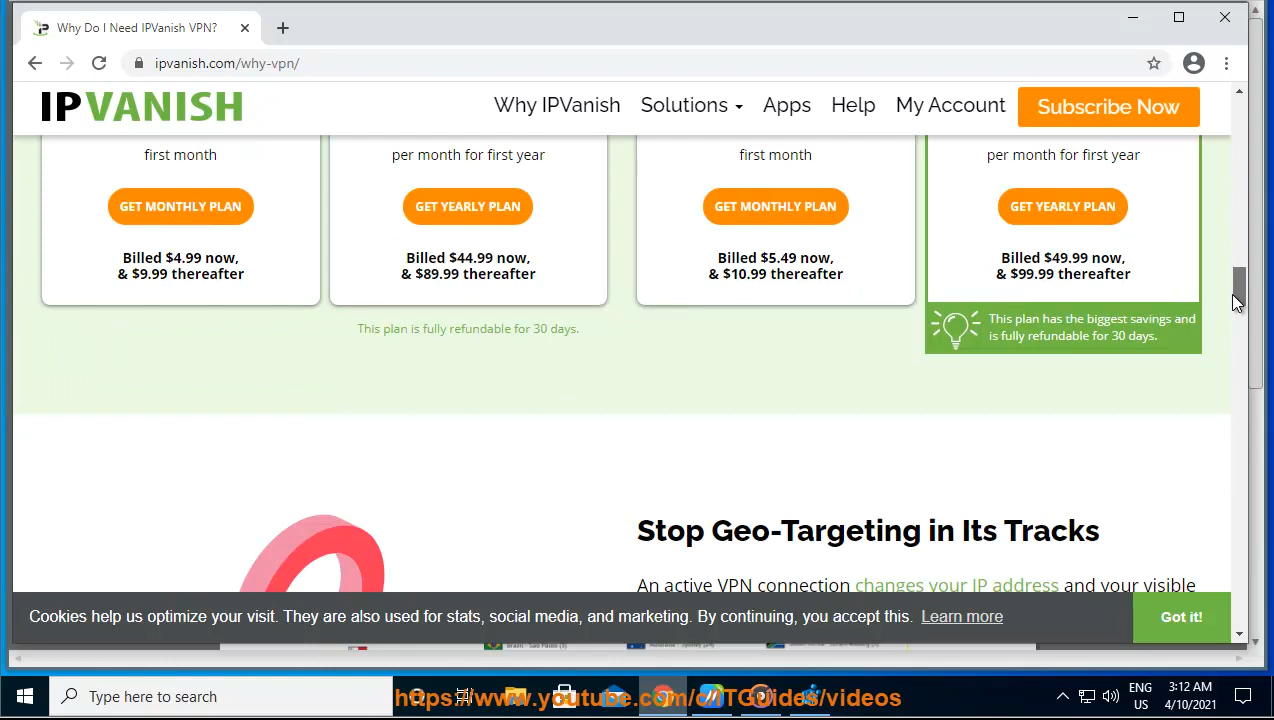 Why Do I Need IPVanish VPN?
ipvanish.com/why-vpn/
IPVANISH
Why IPVanish
Solutions
Apps
Help
My Account
Subscribe Now
first month
per month for first year
first month
per month for first year
GET MONTHLY PLAN
GET YEARLY PLAN
GET MONTHLY PLAN
GET YEARLY PLAN
Billed $4.99 now,
& $9.99 thereafter
Billed $44.99 now,
& $89.99 thereafter
Billed $5.49 now,
& $10.99 thereafter
Billed $49.99 now,
& $99.99 thereafter
This plan is fully refundable for 30 days.
This plan has the biggest savings and
is fully refundable for 30 days.
Stop Geo-Targeting in Its Tracks
An active VPN connection changes your IP address and your visible
Cookies help us optimize your visit. They are also used for stats, social media, and marketing. By continuing, you accept this. Learn more
Got it!
Type here to search
https://www.youtube.com/c/ITGuides/videos
ENG
US
3:12 AM
4/10/2021